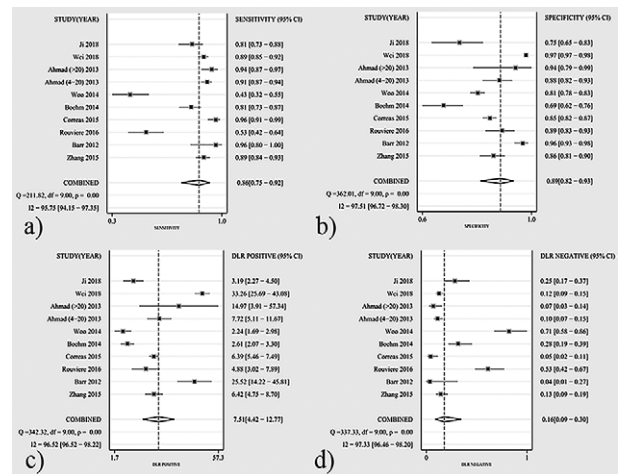 STUDY(YEAR) SENSITIVITY (95% CI)
Ji 2018 0.81 [0.73 – 0.88]
Wei 2018 0.89 [0.85 – 0.92]
Ahmad (>20) 2013 0.94 [0.87 – 0.97]
Ahmad (4–20) 2013 0.91 [0.87 – 0.94]
Woo 2014 0.43 [0.32 – 0.55]
Boehm 2014 0.81 [0.73 – 0.87]
Correas 2015 0.96 [0.91 – 0.99]
Rouviere 2016 0.53 [0.42 – 0.64]
Barr 2012 0.96 [0.80 – 1.00]
Zhang 2015 0.89 [0.84 – 0.93]
COMBINED 0.86[0.75 – 0.92]
Q =211.82, df = 9.00, p = 0.00
I2 = 95.75 [94.15 – 97.35]
0.3 1.0
SENSITIVITY
a)
STUDY(YEAR) SPECIFICITY (95% CI)
Ji 2018 0.75 [0.65 – 0.83]
Wei 2018 0.97 [0.97 – 0.98]
Ahmad (>20) 2013 0.94 [0.79 – 0.99]
Ahmad (4–20) 2013 0.88 [0.82 – 0.93]
Woo 2014 0.81 [0.78 – 0.83]
Boehm 2014 0.69 [0.62 – 0.76]
Correas 2015 0.85 [0.82 – 0.87]
Rouviere 2016 0.89 [0.83 – 0.93]
Barr 2012 0.96 [0.93 – 0.98]
Zhang 2015 0.86 [0.81 – 0.90]
COMBINED 0.89[0.82 – 0.93]
Q =362.01, df = 9.00, p = 0.00
I2 = 97.51 [96.72 – 98.30]
0.6 1.0
SPECIFICITY
b)
STUDY(YEAR) DLR POSITIVE (95% CI)
Ji 2018 3.19 [2.27 – 4.50]
Wei 2018 33.26 [25.69 – 43.08]
Ahmad (>20) 2013 14.97 [3.91 – 57.34]
Ahmad (4–20) 2013 7.72 [5.11 – 11.67]
Woo 2014 2.24 [1.69 – 2.98]
Boehm 2014 2.61 [2.07 – 3.30]
Correas 2015 6.39 [5.46 – 7.49]
Rouviere 2016 4.88 [3.02 – 7.89]
Barr 2012 25.52 [14.22 – 45.81]
Zhang 2015 6.42 [4.75 – 8.70]
COMBINED 7.51[4.42 – 12.77]
Q =342.32, df = 9.00, p = 0.00
I2 = 96.52 [96.52 – 98.22]
1.7 57.3
DLR POSITIVE
c)
STUDY(YEAR) DLR NEGATIVE (95% CI)
Ji 2018 0.25 [0.17 – 0.37]
Wei 2018 0.12 [0.09 – 0.15]
Ahmad (>20) 2013 0.07 [0.03 – 0.14]
Ahmad (4–20) 2013 0.10 [0.07 – 0.15]
Woo 2014 0.71 [0.58 – 0.86]
Boehm 2014 0.28 [0.19 – 0.39]
Correas 2015 0.05 [0.02 – 0.11]
Rouviere 2016 0.53 [0.42 – 0.67]
Barr 2012 0.04 [0.01 – 0.27]
Zhang 2015 0.13 [0.09 – 0.19]
COMBINED 0.16[0.09 – 0.30]
Q =337.33, df = 9.00, p = 0.00
I2 = 97.33 [96.46 – 98.20]
0 1
DLR NEGATIVE
d)